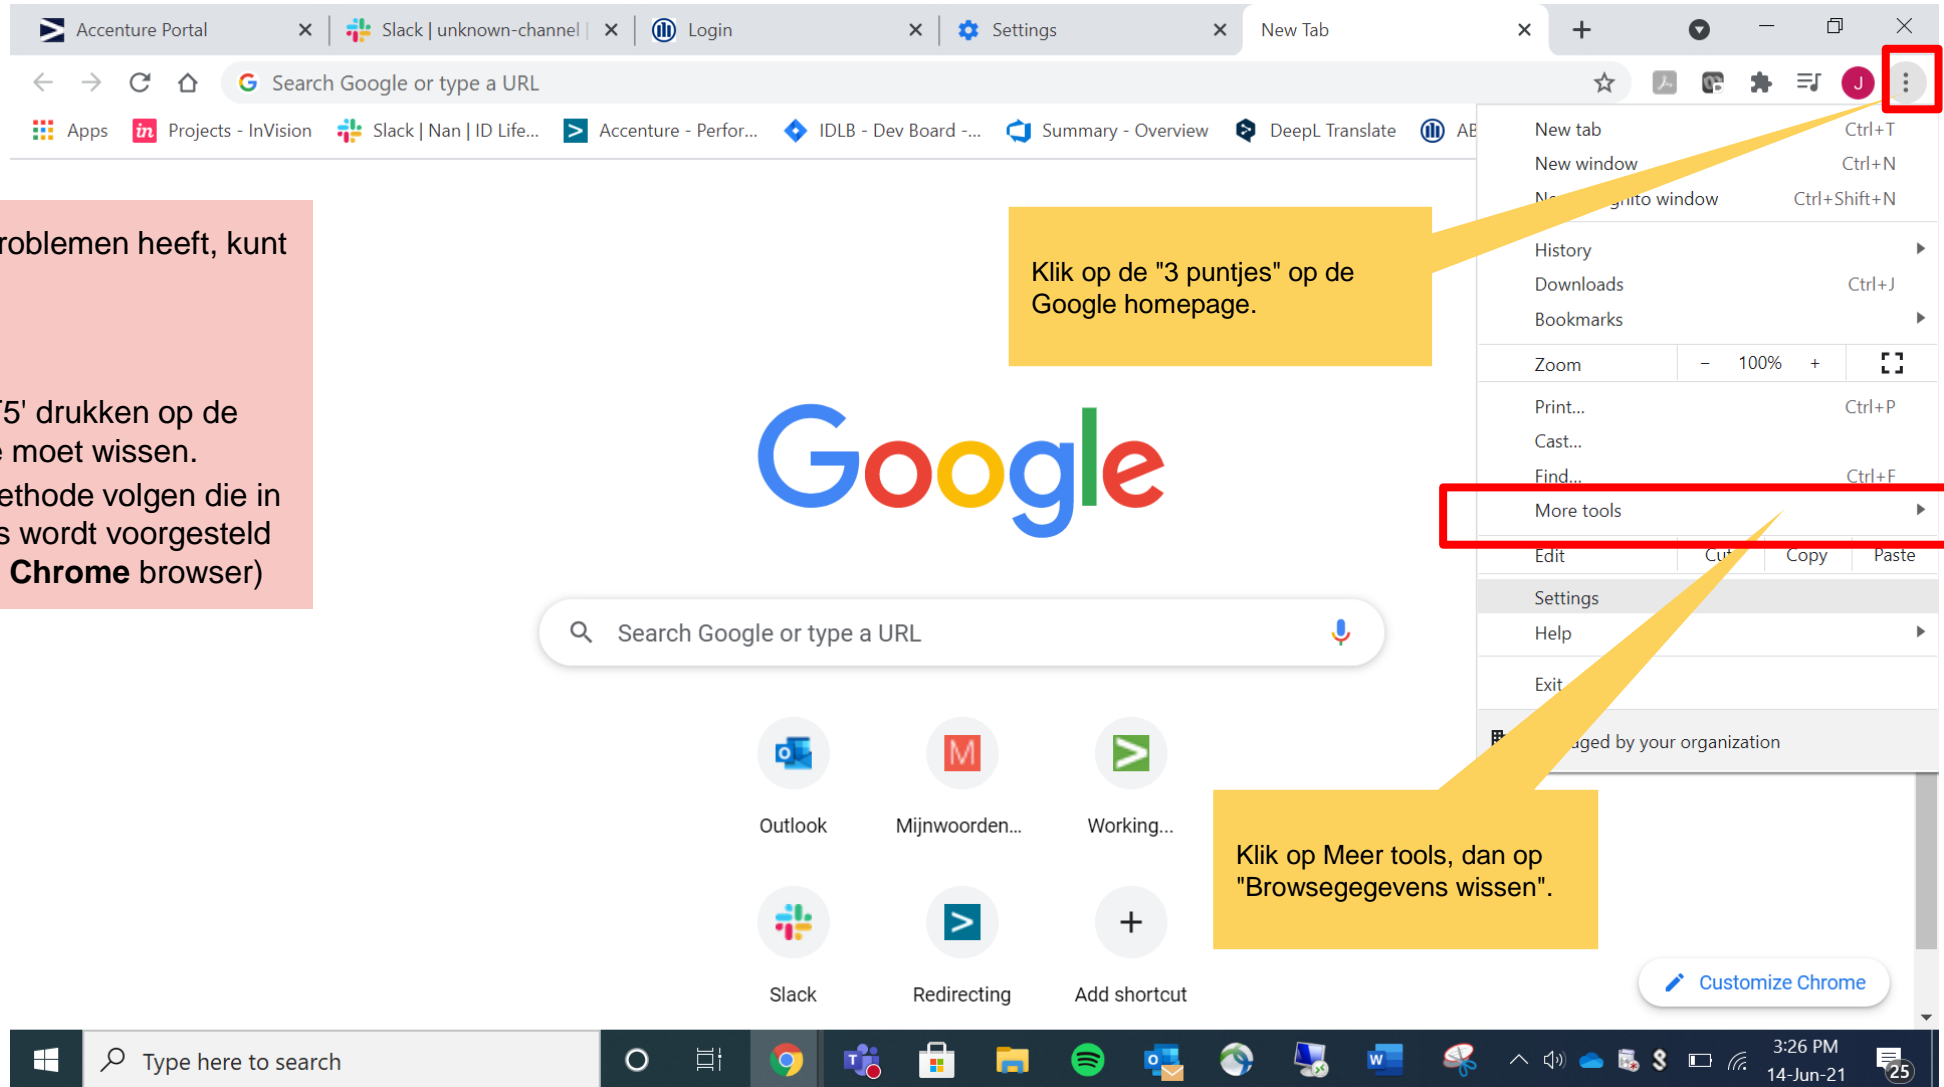 Accenture Portal
Slack | unknown-channel |
Login
Settings
New Tab
Search Google or type a URL
J
Apps
in Projects - InVision
Slack | Nan | ID Life...
Accenture - Perfor...
IDLB - Dev Board -...
Summary - Overview
DeepL Translate
New tab Ctrl+T
New window Ctrl+N
window Ctrl+Shift+N
History
Downloads Ctrl+J
Bookmarks
Zoom - 100% +
Print... Ctrl+P
Cast...
Find... Ctrl+F
More tools
Edit Cut Copy Paste
Settings
Help
Exit
by your organization
roblemen heeft, kunt
5' drukken op de
e moet wissen.
ethode volgen die in
s wordt voorgesteld
Chrome browser)
Klik op de "3 puntjes" op de
Google homepage.
Google
Search Google or type a URL
M
Outlook
Mijnwoorden...
Working...
Slack
Redirecting
Add shortcut
Klik op Meer tools, dan op
"Browsegegevens wissen".
Customize Chrome
Type here to search
3:26 PM
14-Jun-21
25